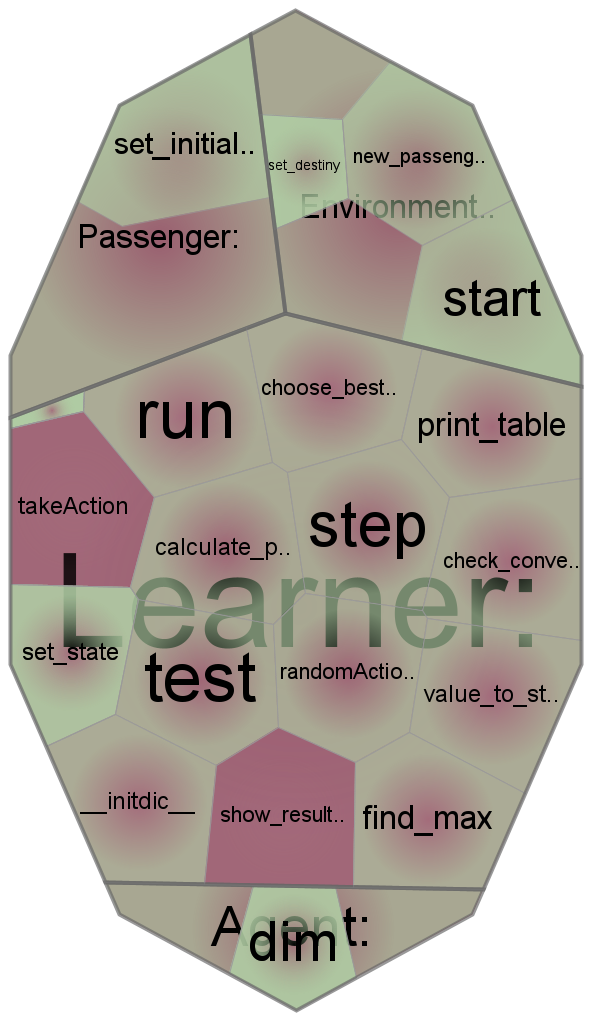 set_initial..
new_passeng..
set_destiny
Environment..
Passenger:
start
choose_best..
run
print_table
takeAction
step
calculate_p..
check_conve..
Learner:
set_state
test
randomActio..
value_to_st..
__initdic__
show_result..
find_max
Agent:
dim